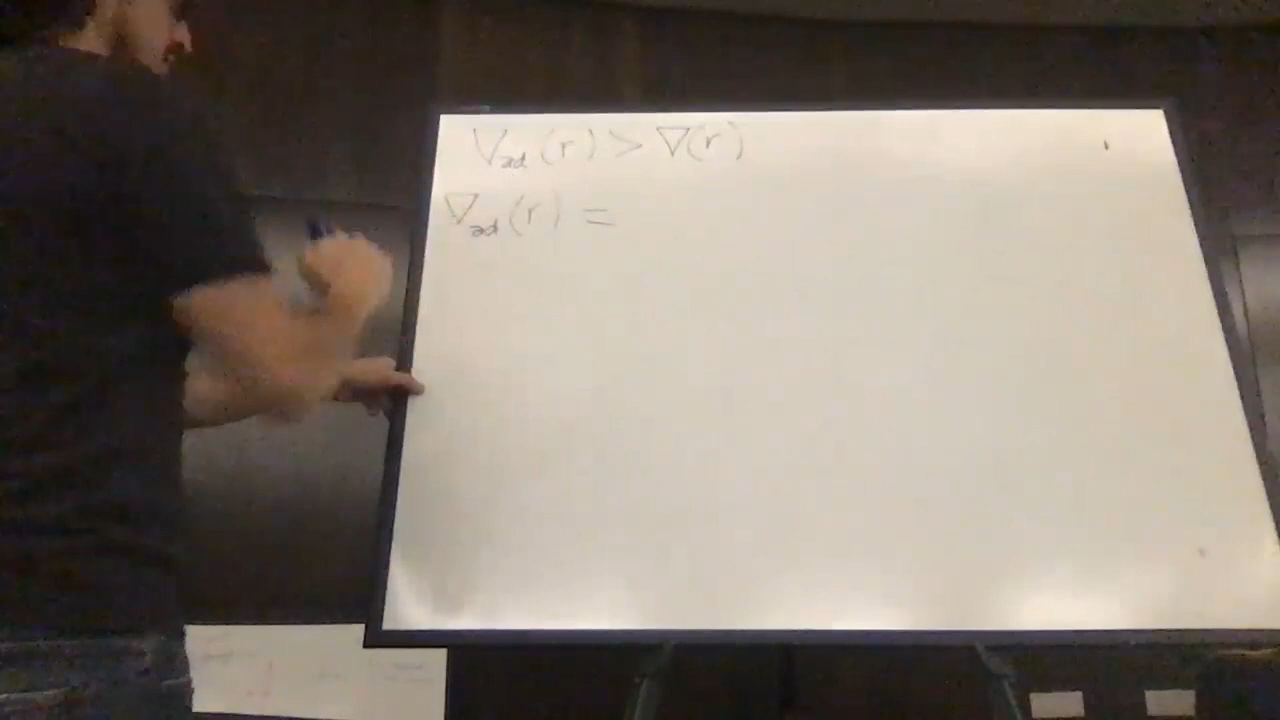 ∇ad (r) > ∇(r)
∇ad (r) =